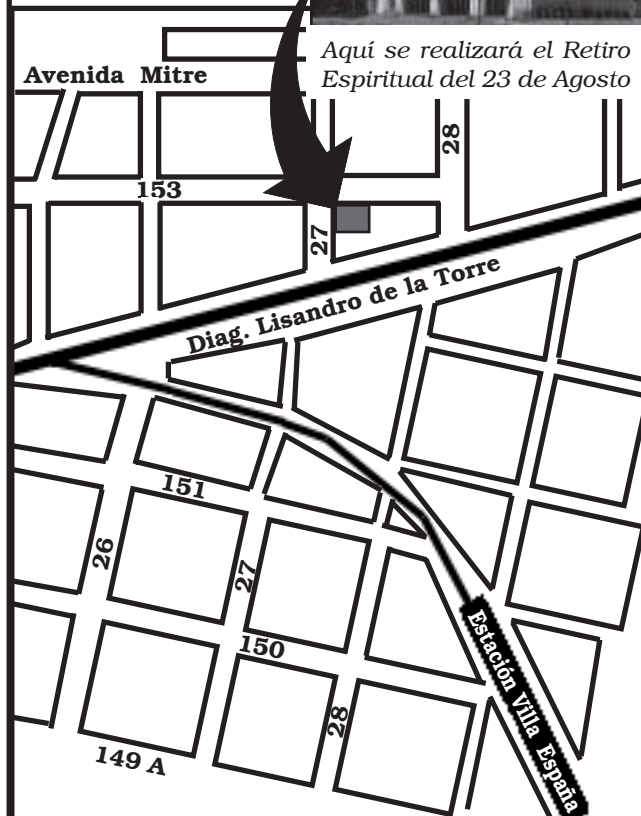 Aquí se realizará el Retiro
Espiritual del 23 de Agosto
Avenida Mitre
28
153
27
Diag. Lisandro de la Torre
151
26
27
150
28
149 A
Estación Villa España